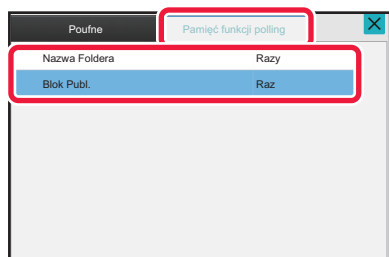 Poufne Pamięć funkcji polling
Nazwa Foldera Razy
Blok Publ. Raz